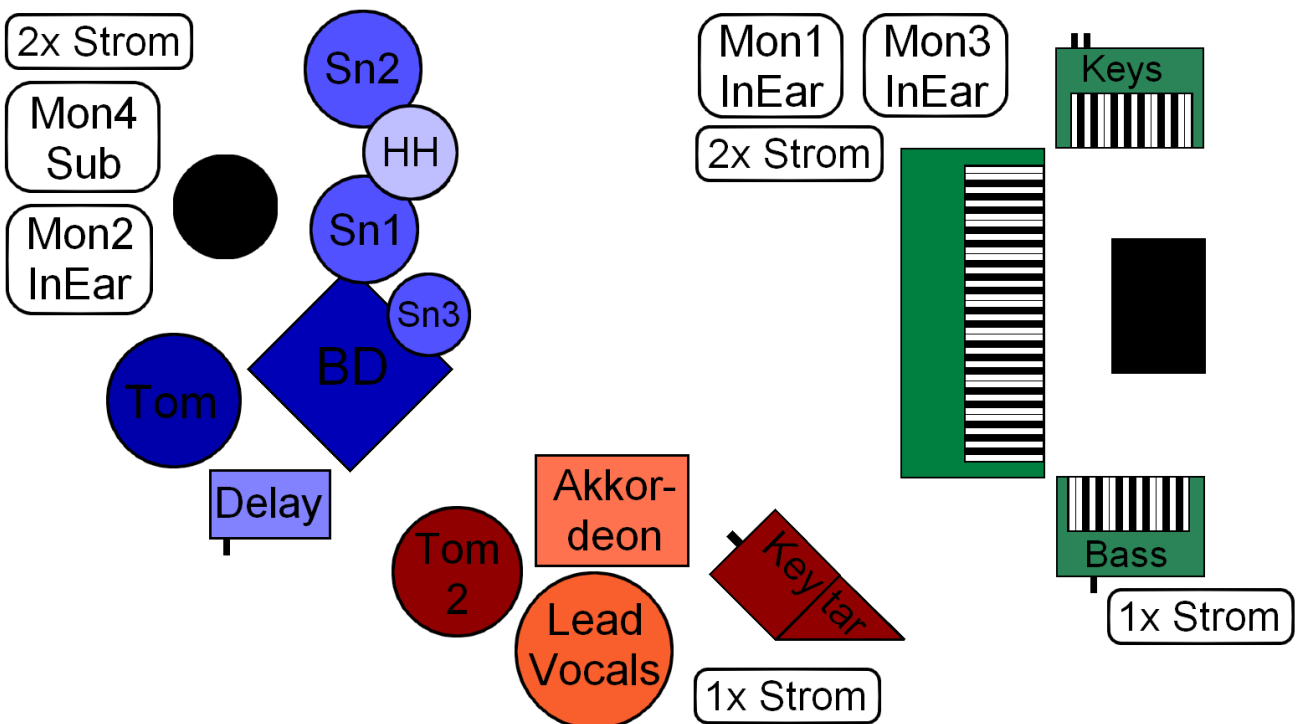 2x Strom
Mon4
Sub
Mon2
InEar
Sn2
HH
Sn1
Sn3
BD
Tom
Delay
Mon1
InEar
Mon3
InEar
2x Strom
Keys
Bass
1x Strom
Akkor-
deon
Tom
2
Lead
Vocals
Key tar
1x Strom